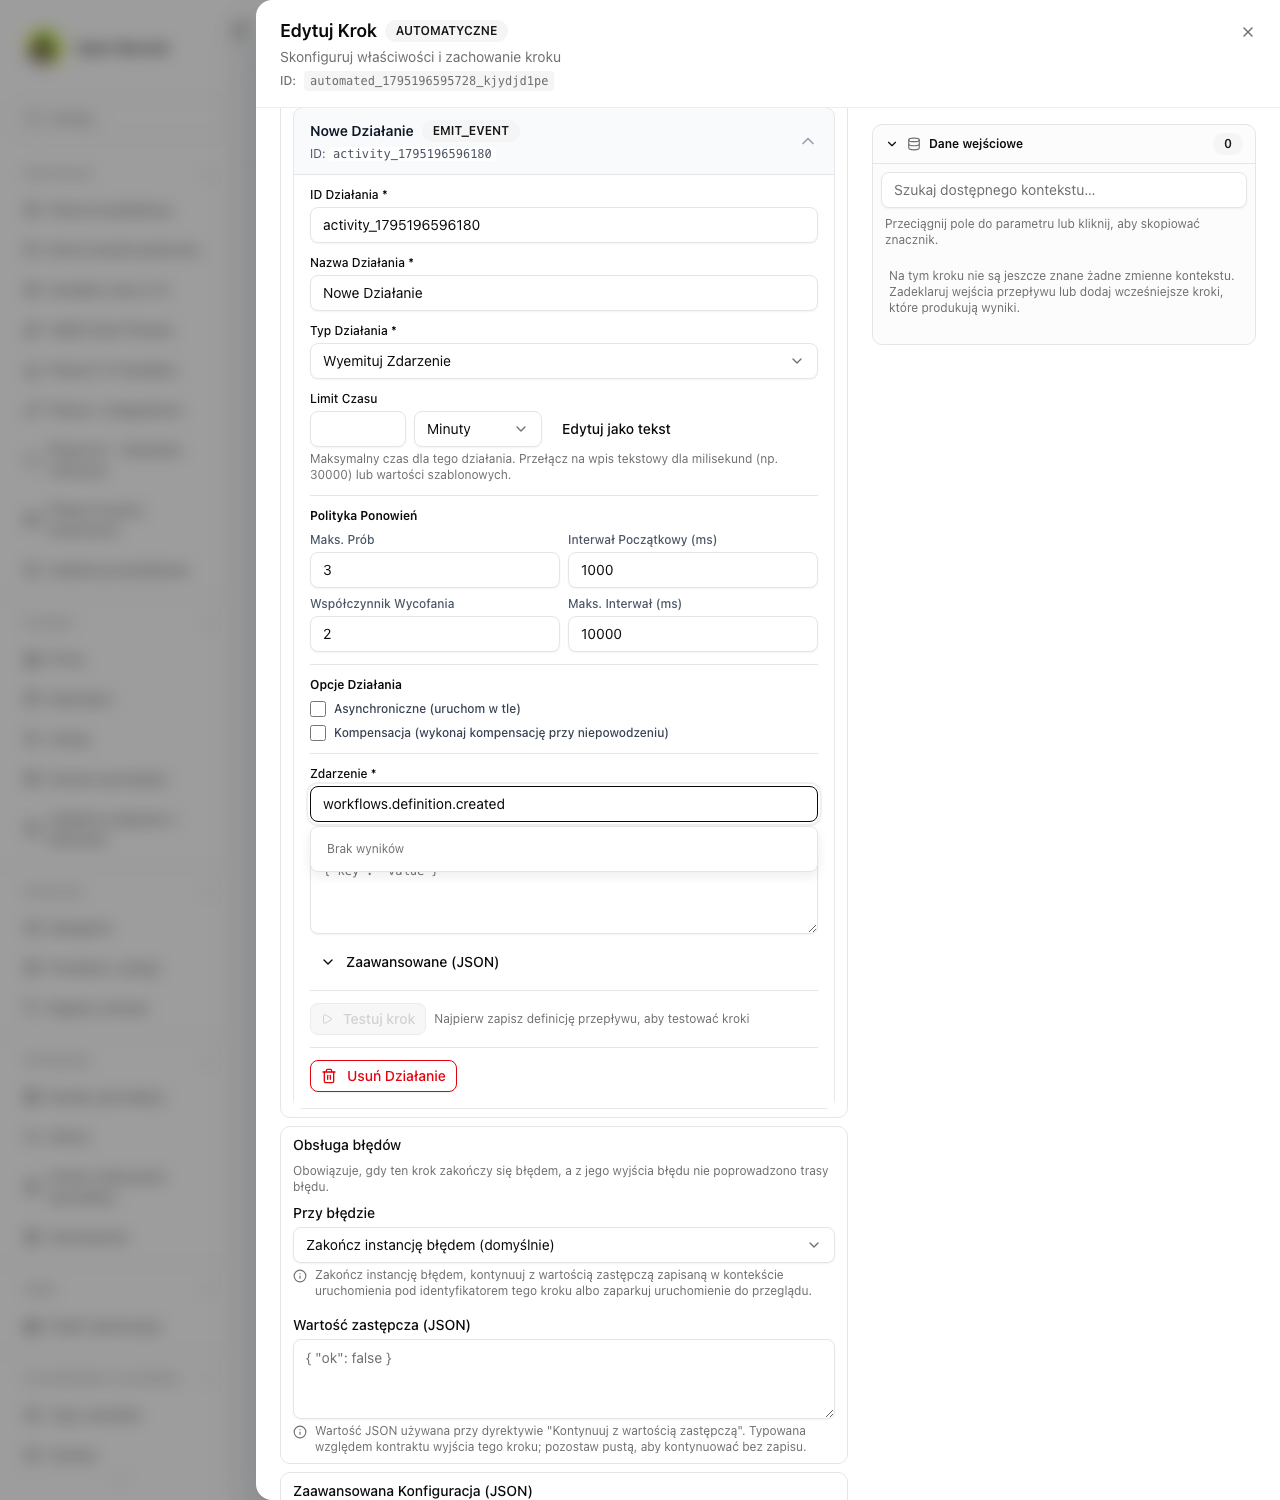 Edytuj Krok AUTOMATYCZNE
Skonfiguruj właściwości i zachowanie kroku
ID: automated_1795196595728_kjydjd1pe
Nowe Działanie EMIT_EVENT
ID: activity_1795196596180
ID Działania *
activity_1795196596180
Nazwa Działania *
Nowe Działanie
Typ Działania *
Wyemituj Zdarzenie
Limit Czasu
Minuty Edytuj jako tekst
Maksymalny czas dla tego działania. Przełącz na wpis tekstowy dla milisekund (np.
30000) lub wartości szablonowych.
Polityka Ponowień
Maks. Prób Interwał Początkowy (ms)
3 1000
Współczynnik Wycofania Maks. Interwał (ms)
2 10000
Opcje Działania
Asynchroniczne (uruchom w tle)
Kompensacja (wykonaj kompensację przy niepowodzeniu)
Zdarzenie *
workflows.definition.created
Brak wyników
Zaawansowane (JSON)
Testuj krok Najpierw zapisz definicję przepływu, aby testować kroki
Usuń Działanie
Obsługa błędów
Obowiązuje, gdy ten krok zakończy się błędem, a z jego wyjścia błędu nie poprowadzono trasy
błędu.
Przy błędzie
Zakończ instancję błędem (domyślnie)
Zakończ instancję błędem, kontynuuj z wartością zastępczą zapisaną w kontekście
uruchomienia pod identyfikatorem tego kroku albo zaparkuj uruchomienie do przeglądu.
Wartość zastępcza (JSON)
{ "ok": false }
Wartość JSON używana przy dyrektywie "Kontynuuj z wartością zastępczą". Typowana
względem kontraktu wyjścia tego kroku; pozostaw pustą, aby kontynuować bez zapisu.
Zaawansowana Konfiguracja (JSON)
Dane wejściowe 0
Szukaj dostępnego kontekstu...
Przeciągnij pole do parametru lub kliknij, aby skopiować
znacznik.
Na tym kroku nie są jeszcze znane żadne zmienne kontekstu.
Zadeklaruj wejścia przepływu lub dodaj wcześniejsze kroki,
które produkują wyniki.